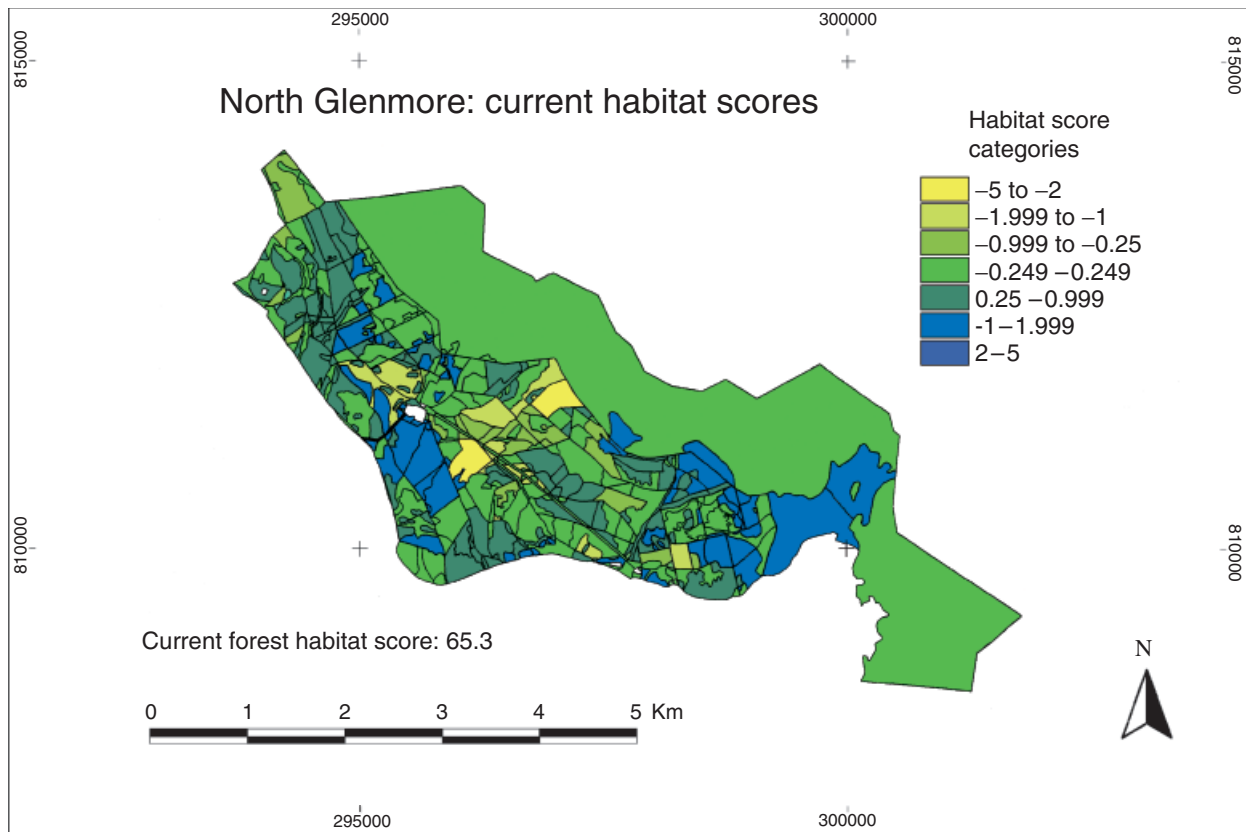 295000
300000
815000
815000
North Glenmore: current habitat scores
Habitat score
categories
−5 to −2
−1.999 to −1
−0.999 to −0.25
−0.249 −0.249
0.25 −0.999
-1−1.999
2−5
810000
810000
Current forest habitat score: 65.3
N
0 1 2 3 4 5 Km
295000
300000